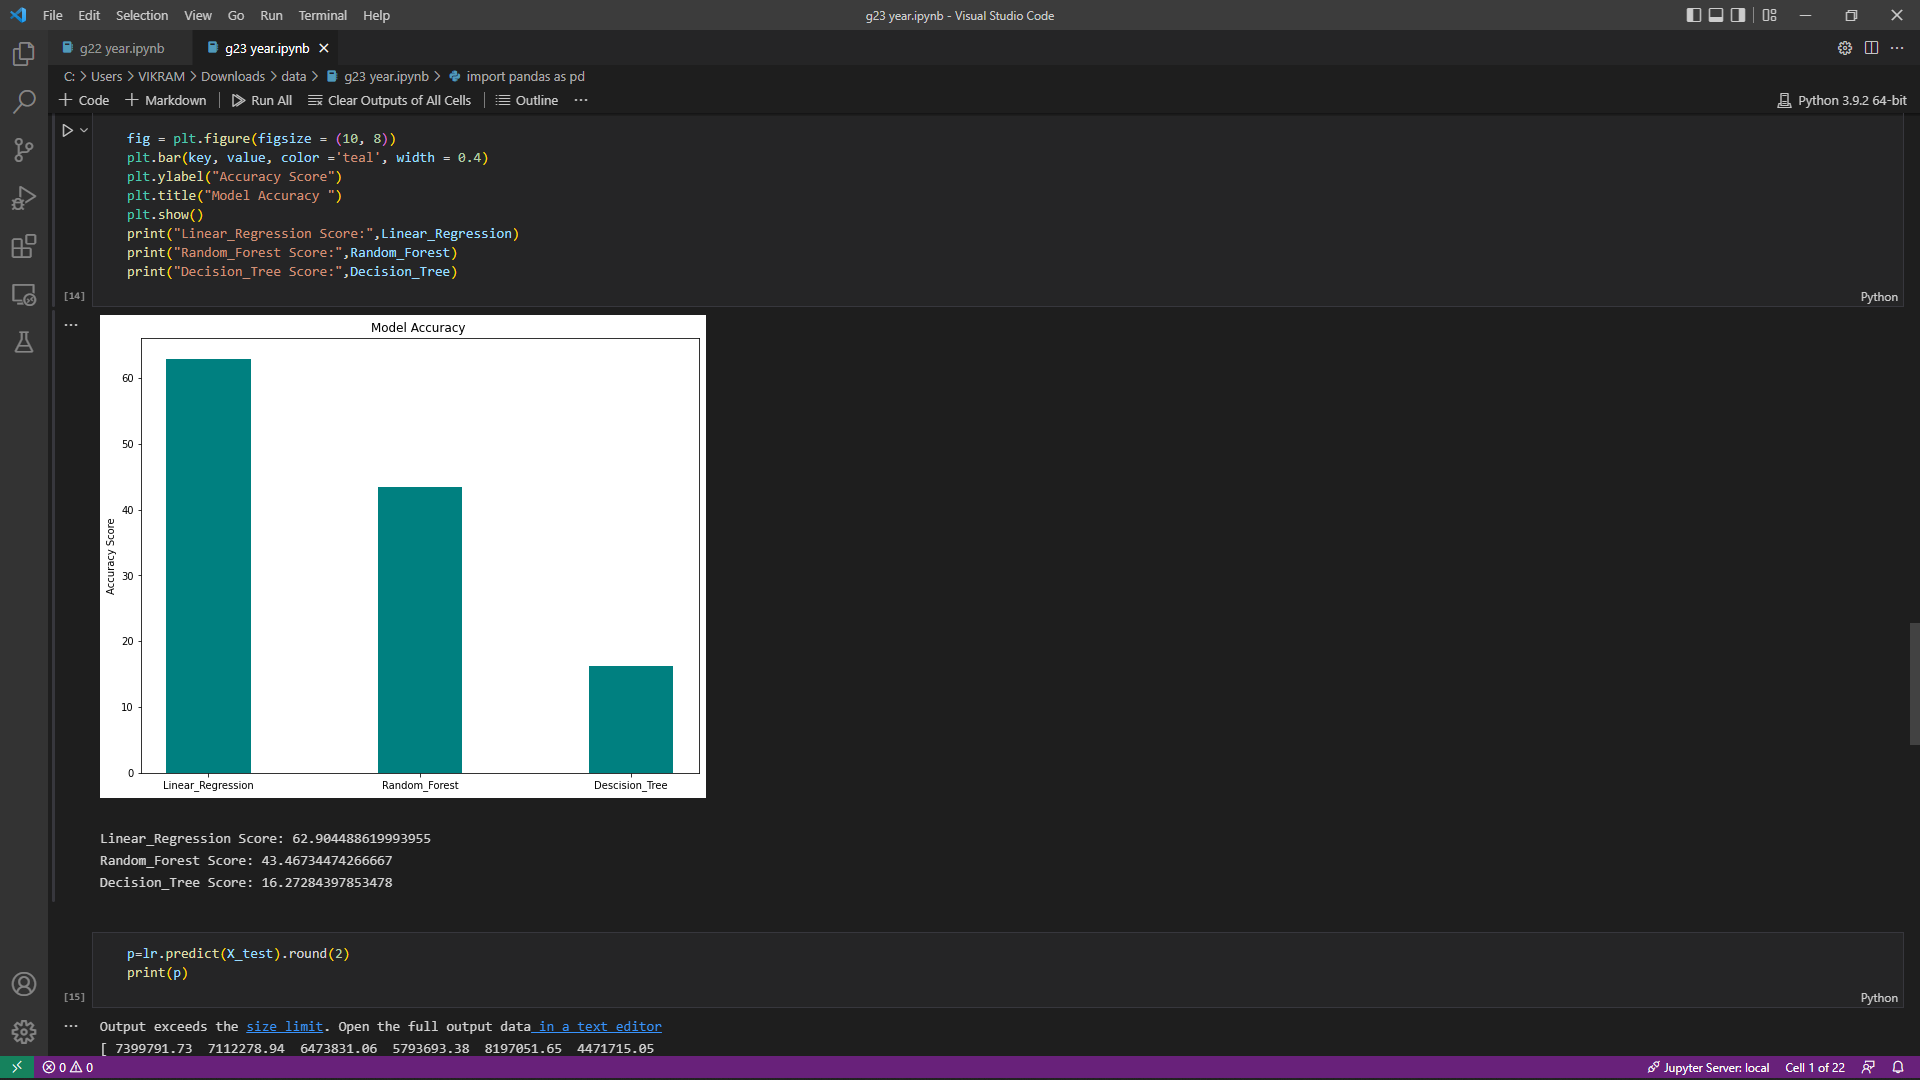 File Edit Selection View Go Run Terminal Help
g23 year.ipynb - Visual Studio Code
g22 year.ipynb
g23 year.ipynb
C: > Users > VIKRAM > Downloads > data > g23 year.ipynb > import pandas as pd
+ Code + Markdown Run All Clear Outputs of All Cells Outline ...
Python 3.9.2 64-bit
fig = plt.figure(figsize = (10, 8))
plt.bar(key, value, color ='teal', width = 0.4)
plt.ylabel("Accuracy Score")
plt.title("Model Accuracy ")
plt.show()
print("Linear_Regression Score:",Linear_Regression)
print("Random_Forest Score:",Random_Forest)
print("Decision_Tree Score:",Decision_Tree)
[14]
Python
Model Accuracy
60
50
40
30
20
10
0
Accuracy Score
Linear_Regression
Random_Forest
Descision_Tree
Linear_Regression Score: 62.904488619993955
Random_Forest Score: 43.46734474266667
Decision_Tree Score: 16.27284397853478
p=lr.predict(X_test).round(2)
print(p)
[15]
Python
Output exceeds the size limit. Open the full output data in a text editor
[ 7399791.73 7112278.94 6473831.06 5793693.38 8197051.65 4471715.05
0 0
Jupyter Server: local
Cell 1 of 22